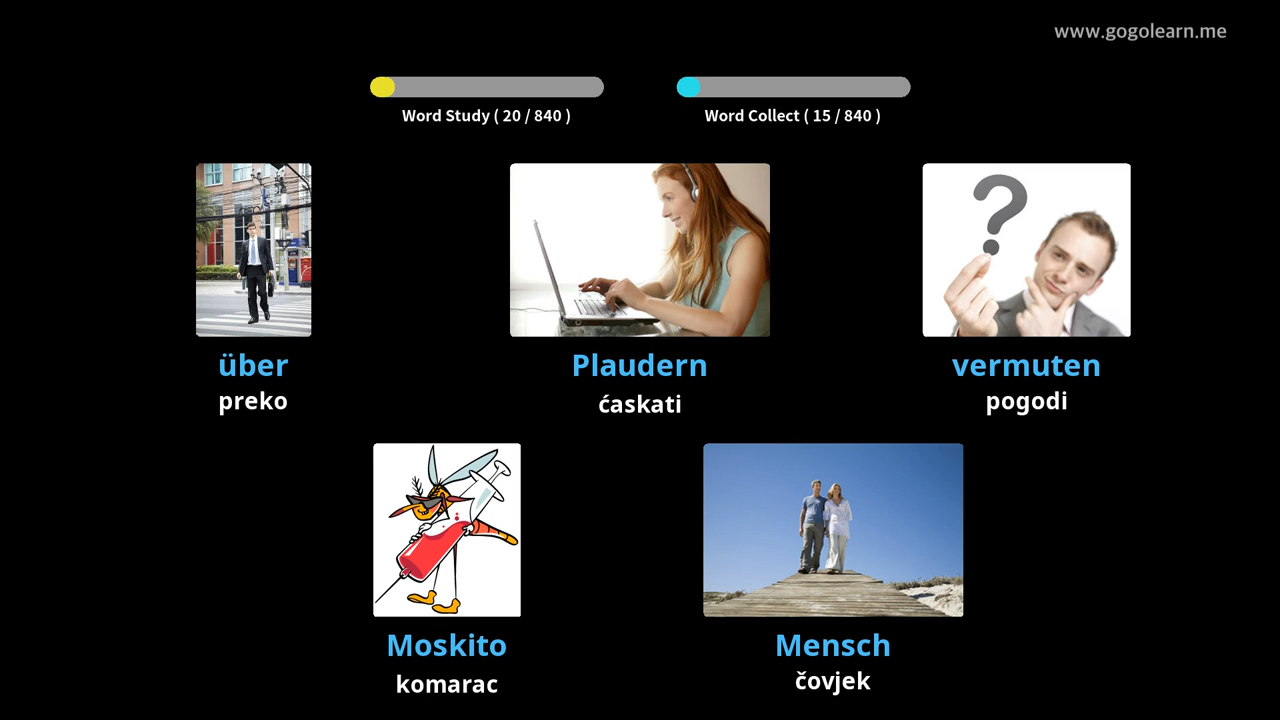 www.gogolearn.me
Word Study ( 20 / 840 )
Word Collect ( 15 / 840 )
über
preko
Plaudern
ćaskati
vermuten
pogodi
Moskito
komarac
Mensch
čovjek